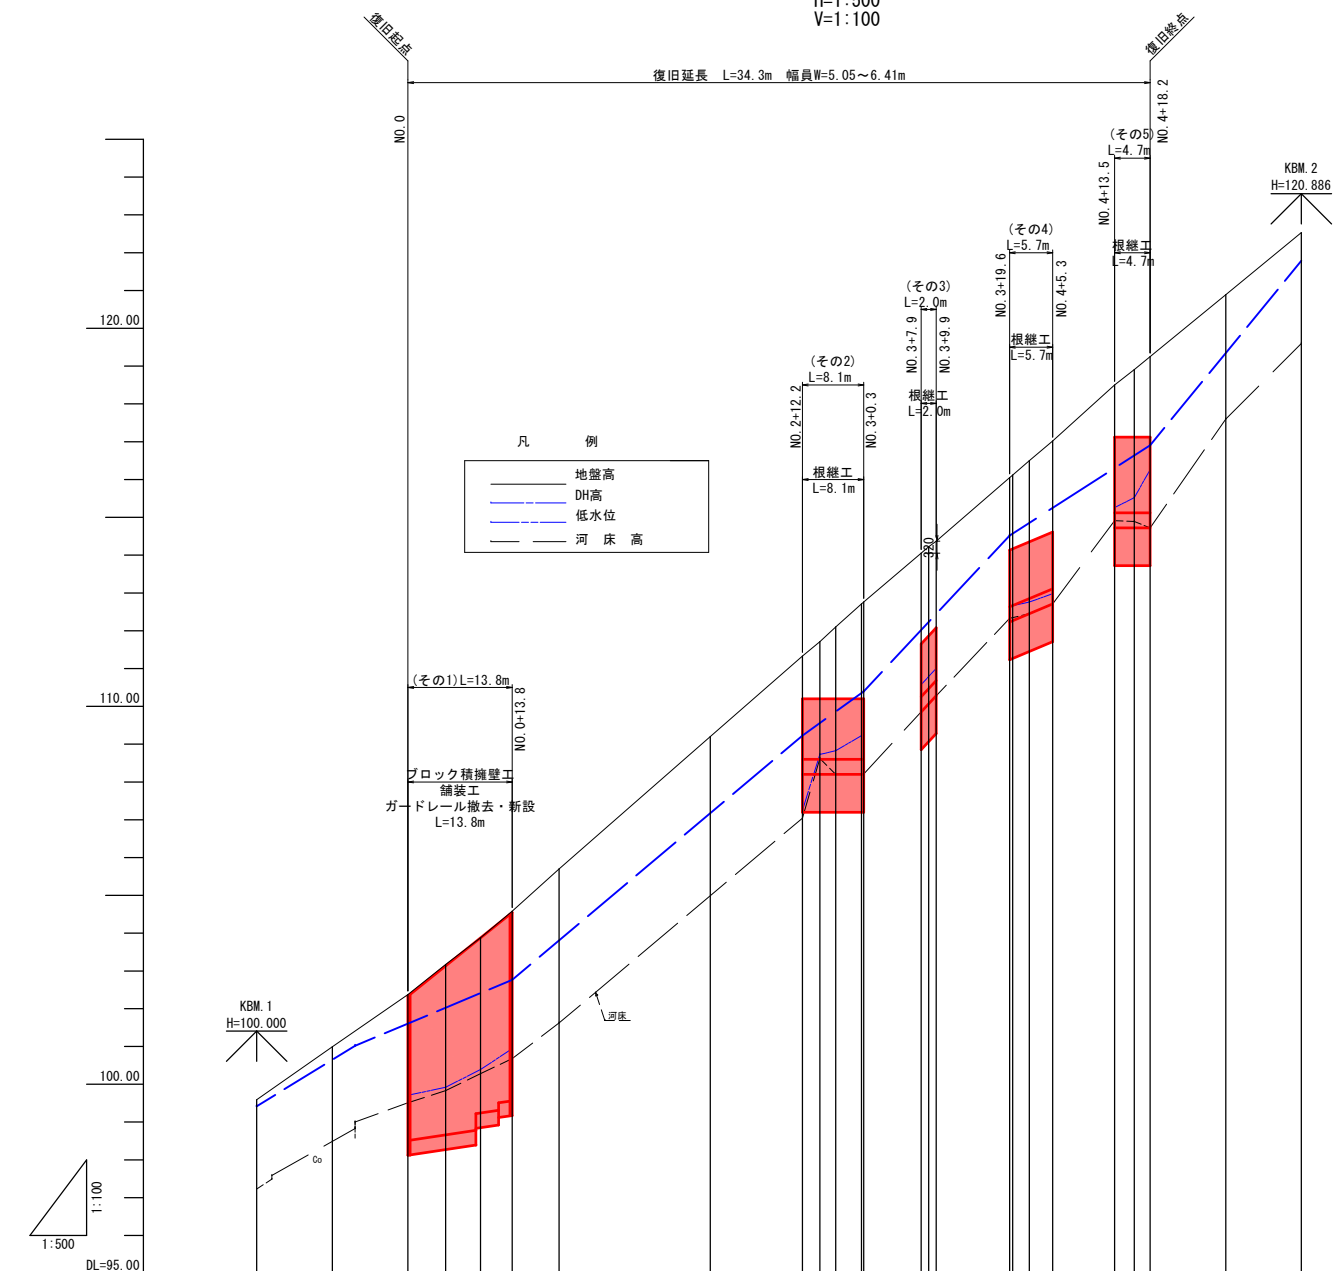 H=1:500
V=1:100
復旧起点
復旧終点
復旧延長 L=34.3m 幅員W=5.05～6.41m
NO.0
NO.4+18.2
(その5)
L=4.7m
NO.4+13.5
根継工
L=4.7m
KBM.2
H=120.886
(その4)
L=5.7m
NO.3+19.6
NO.4+5.3
根継工
L=5.7m
(その3)
L=2.0m
NO.3+7.9
NO.3+9.9
根継工
L=2.0m
320
(その2)
L=8.1m
NO.2+12.2
NO.3+0.3
根継工
L=8.1m
120.00
凡 例
地盤高
DH高
低水位
河 床 高
(その1)L=13.8m
NO.0+13.8
110.00
ブロック積擁壁工
舗装工
ガードレール撤去・新設
L=13.8m
KBM.1
H=100.000
河床
100.00
Co
1:100
1:500
DL=95.00